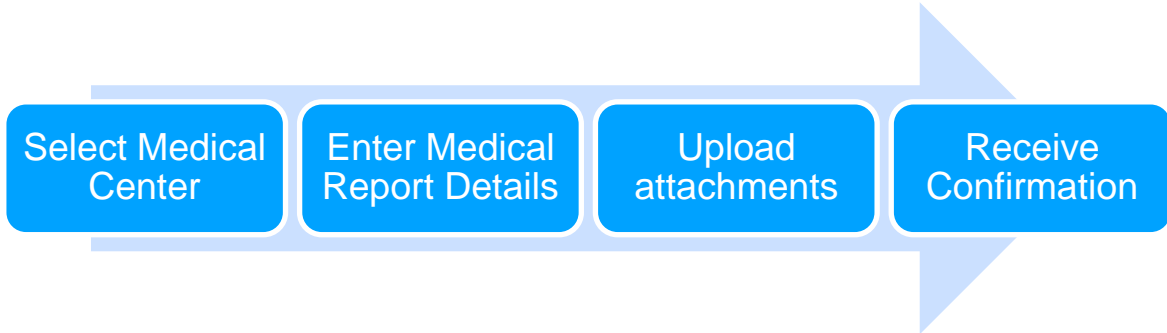 Select Medical
Center
Enter Medical
Report Details
Upload
attachments
Receive
Confirmation